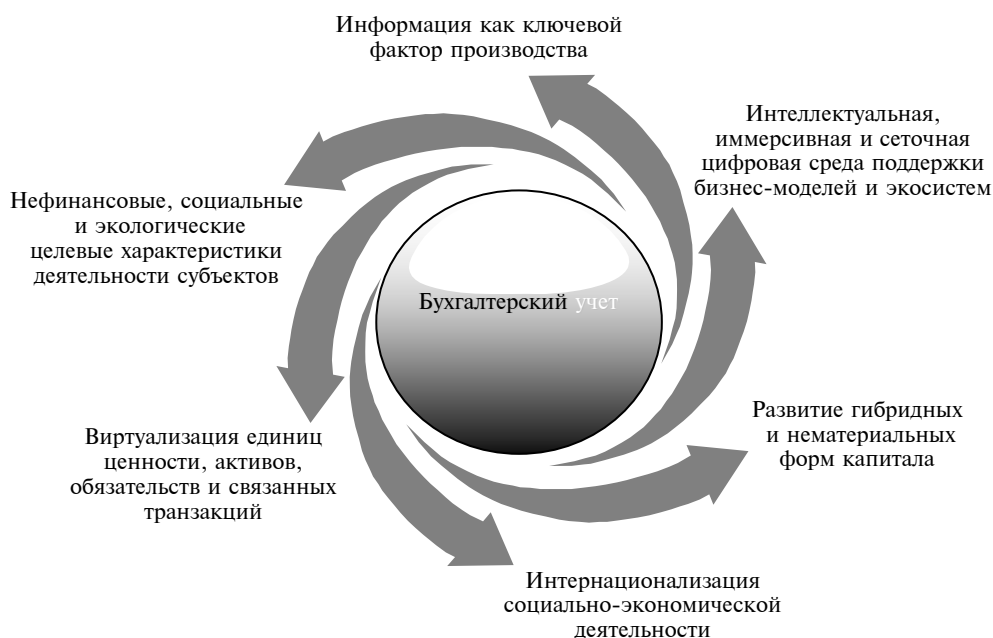 Информация как ключевой
фактор производства
Интеллектуальная,
иммерсивная и сеточная
цифровая среда поддержки
бизнес-моделей и экосистем
Нефинансовые, социальные
и экологические
целевые характеристики
деятельности субъектов
Бухгалтерский учет
Развитие гибридных
и нематериальных
форм капитала
Виртуализация единиц
ценности, активов,
обязательств и связанных
транзакций
Интернационализация
социально-экономической
деятельности